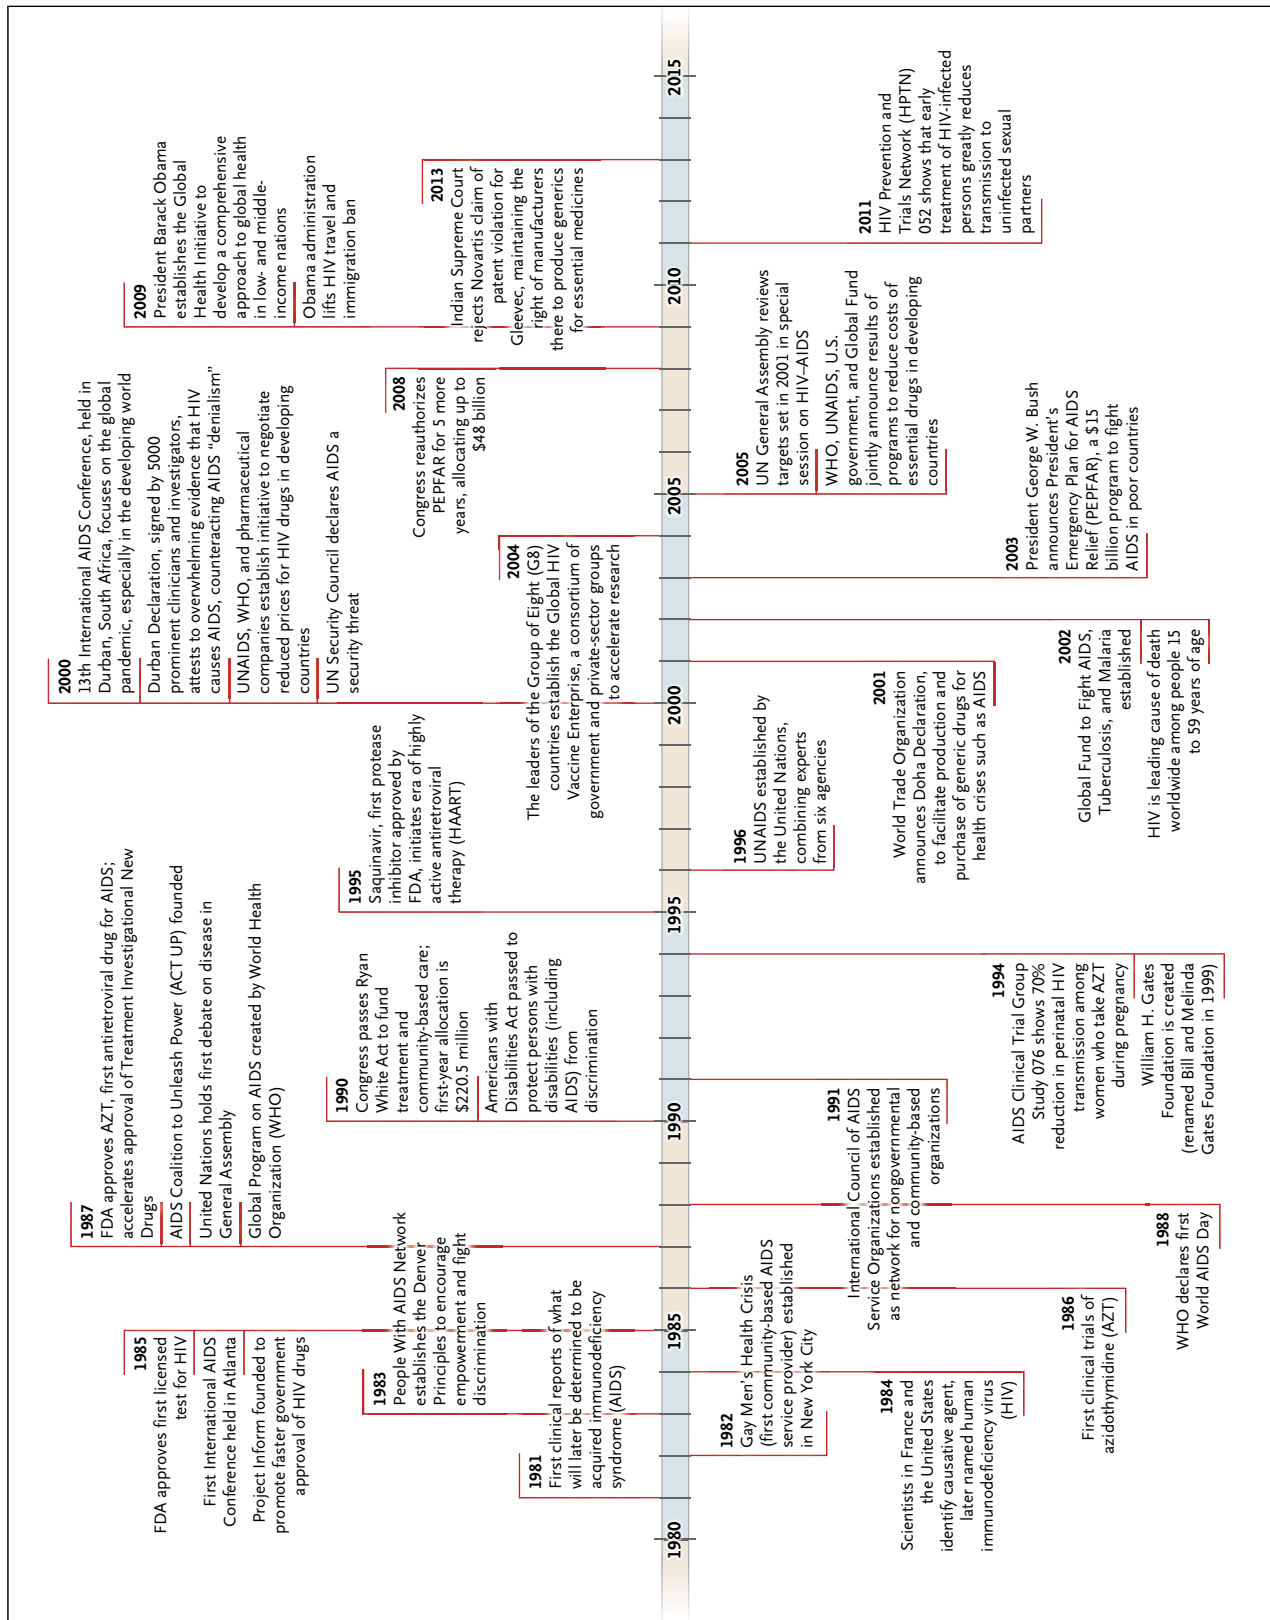 1980
1985
1990
1995
2000
2005
2010
2015
1981
First clinical reports of what
will later be determined to be
acquired immunodeficiency
syndrome (AIDS)
1982
Gay Men's Health Crisis
(first community-based AIDS
service provider) established
in New York City
1983
People With AIDS Network
establishes the Denver
Principles to encourage
empowerment and fight
discrimination
1984
Scientists in France and
the United States
identify causative agent,
later named human
immunodeficiency virus
(HIV)
1985
FDA approves first licensed
test for HIV
First International AIDS
Conference held in Atlanta
Project Inform founded to
promote faster government
approval of HIV drugs
1986
First clinical trials of
azidothymidine (AZT)
1987
FDA approves AZT, first antiretroviral drug for AIDS;
accelerates approval of Treatment Investigational New
Drugs
AIDS Coalition to Unleash Power (ACT UP) founded
United Nations holds first debate on disease in
General Assembly
Global Program on AIDS created by World Health
Organization (WHO)
1988
WHO declares first
World AIDS Day
1990
Congress passes Ryan
White Act to fund
treatment and
community-based care;
first-year allocation is
$220.5 million
Americans with
Disabilities Act passed to
protect persons with
disabilities (including
AIDS) from
discrimination
1991
International Council of AIDS
Service Organizations established
as network for nongovernmental
and community-based
organizations
1994
AIDS Clinical Trial Group
Study 076 shows 70%
reduction in perinatal HIV
transmission among
women who take AZT
during pregnancy
William H. Gates
Foundation is created
(renamed Bill and Melinda
Gates Foundation in 1999)
1995
Saquinavir, first protease
inhibitor approved by
FDA, initiates era of highly
active antiretroviral
therapy (HAART)
1996
UNAIDS established by
the United Nations,
combining experts
from six agencies
2000
13th International AIDS Conference, held in
Durban, South Africa, focuses on the global
pandemic, especially in the developing world
Durban Declaration, signed by 5000
prominent clinicians and investigators,
attests to overwhelming evidence that HIV
causes AIDS, counteracting AIDS “denialism”
UNAIDS, WHO, and pharmaceutical
companies establish initiative to negotiate
reduced prices for HIV drugs in developing
countries
UN Security Council declares AIDS a
security threat
2001
World Trade Organization
announces Doha Declaration,
to facilitate production and
purchase of generic drugs for
health crises such as AIDS
2002
Global Fund to Fight AIDS,
Tuberculosis, and Malaria
established
HIV is leading cause of death
worldwide among people 15
to 59 years of age
2003
President George W. Bush
announces President's
Emergency Plan for AIDS
Relief (PEPFAR), a $15
billion program to fight
AIDS in poor countries
2004
The leaders of the Group of Eight (G8)
countries establish the Global HIV
Vaccine Enterprise, a consortium of
government and private-sector groups
to accelerate research
2005
UN General Assembly reviews
targets set in 2001 in special
session on HIV–AIDS
WHO, UNAIDS, U.S.
government, and Global Fund
jointly announce results of
programs to reduce costs of
essential drugs in developing
countries
2008
Congress reauthorizes
PEPFAR for 5 more
years, allocating up to
$48 billion
2009
President Barack Obama
establishes the Global
Health Initiative to
develop a comprehensive
approach to global health
in low- and middle-
income nations
Obama administration
lifts HIV travel and
immigration ban
2011
HIV Prevention and
Trials Network (HPTN)
052 shows that early
treatment of HIV-infected
persons greatly reduces
transmission to
uninfected sexual
partners
2013
Indian Supreme Court
rejects Novartis claim of
patent violation for
Gleevec, maintaining the
right of manufacturers
there to produce generics
for essential medicines